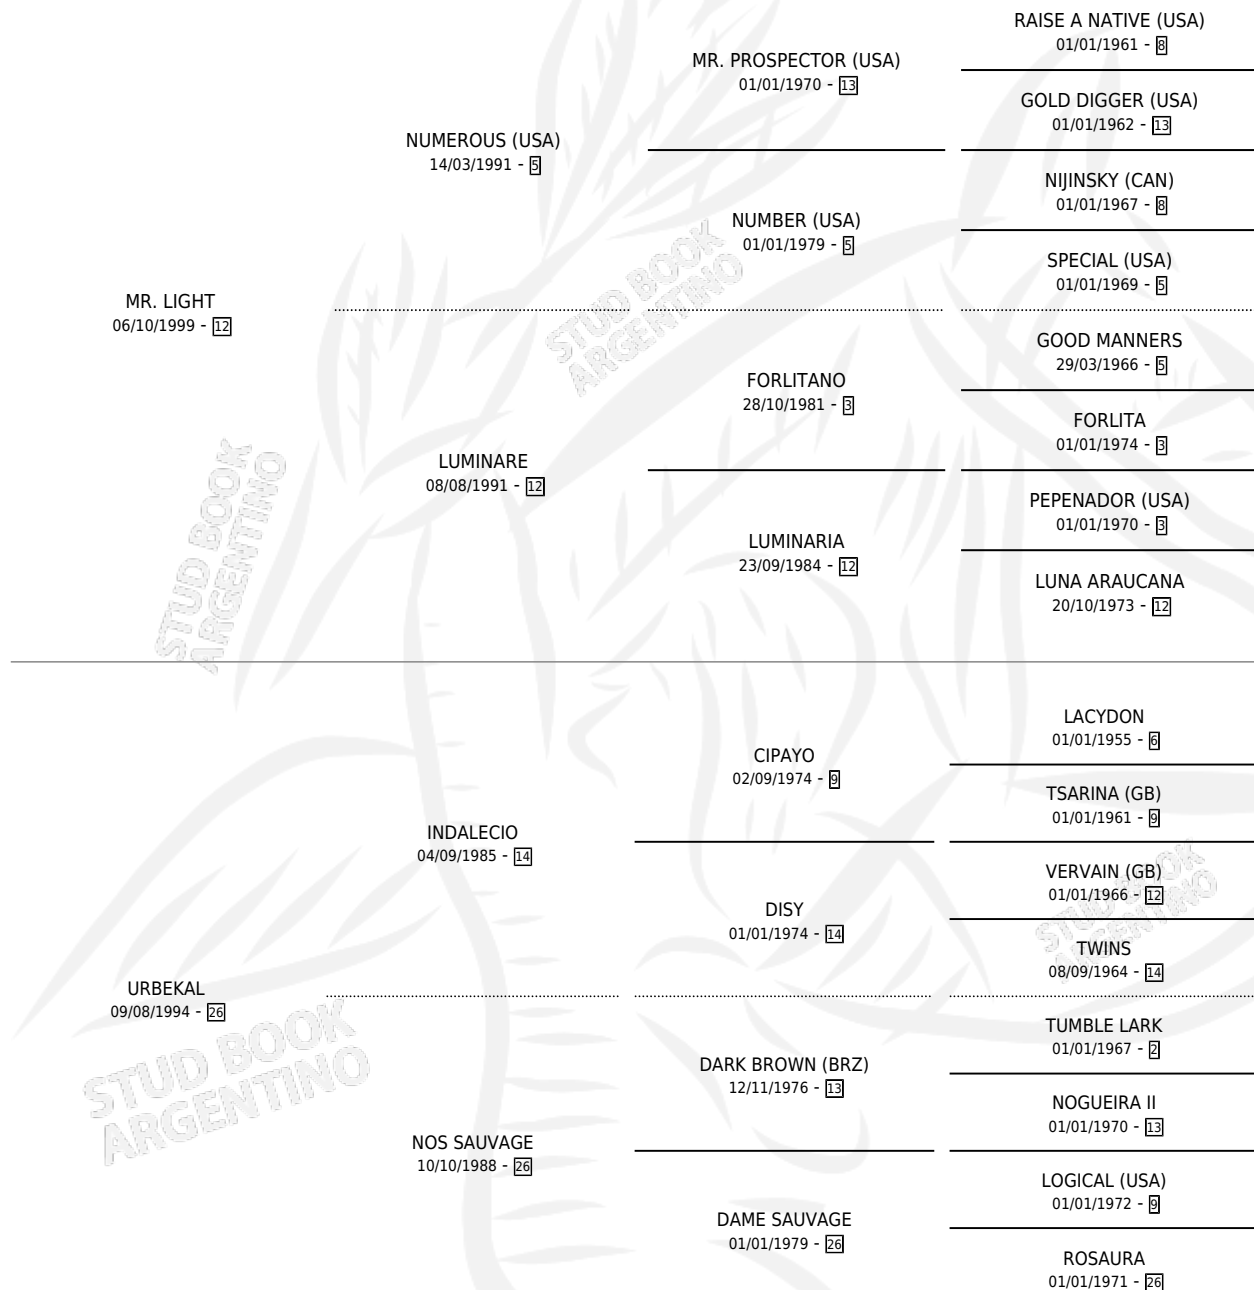 RAISE A NATIVE (USA)
01/01/1961 - 8
MR. PROSPECTOR (USA)
01/01/1970 - 13
GOLD DIGGER (USA)
01/01/1962 - 13
NUMEROUS (USA)
14/03/1991 - 5
NIJINSKY (CAN)
01/01/1967 - 8
NUMBER (USA)
01/01/1979 - 5
SPECIAL (USA)
01/01/1969 - 5
MR. LIGHT
06/10/1999 - 12
STUD BOOK
ARGENTINO
GOOD MANNERS
29/03/1966 - 5
FORLITANO
28/10/1981 - 3
FORLITA
01/01/1974 - 3
LUMINARE
08/08/1991 - 12
PEPENADOR (USA)
01/01/1970 - 3
LUMINARIA
23/09/1984 - 12
LUNA ARAUCANA
20/10/1973 - 12
STUD BOOK
ARGENTINO
LACYDON
01/01/1955 - 6
CIPAYO
02/09/1974 - 9
TSARINA (GB)
01/01/1961 - 9
INDALECIO
04/09/1985 - 14
VERVAIN (GB)
01/01/1966 - 12
DISY
01/01/1974 - 14
TWINS
08/09/1964 - 14
STUD BOOK
ARGENTINO
URBEKAL
09/08/1994 - 26
TUMBLE LARK
01/01/1967 - 2
DARK BROWN (BRZ)
12/11/1976 - 13
NOGUEIRA II
01/01/1970 - 13
STUD BOOK
ARGENTINO
NOS SAUVAGE
10/10/1988 - 26
LOGICAL (USA)
01/01/1972 - 9
DAME SAUVAGE
01/01/1979 - 26
ROSAURA
01/01/1971 - 26